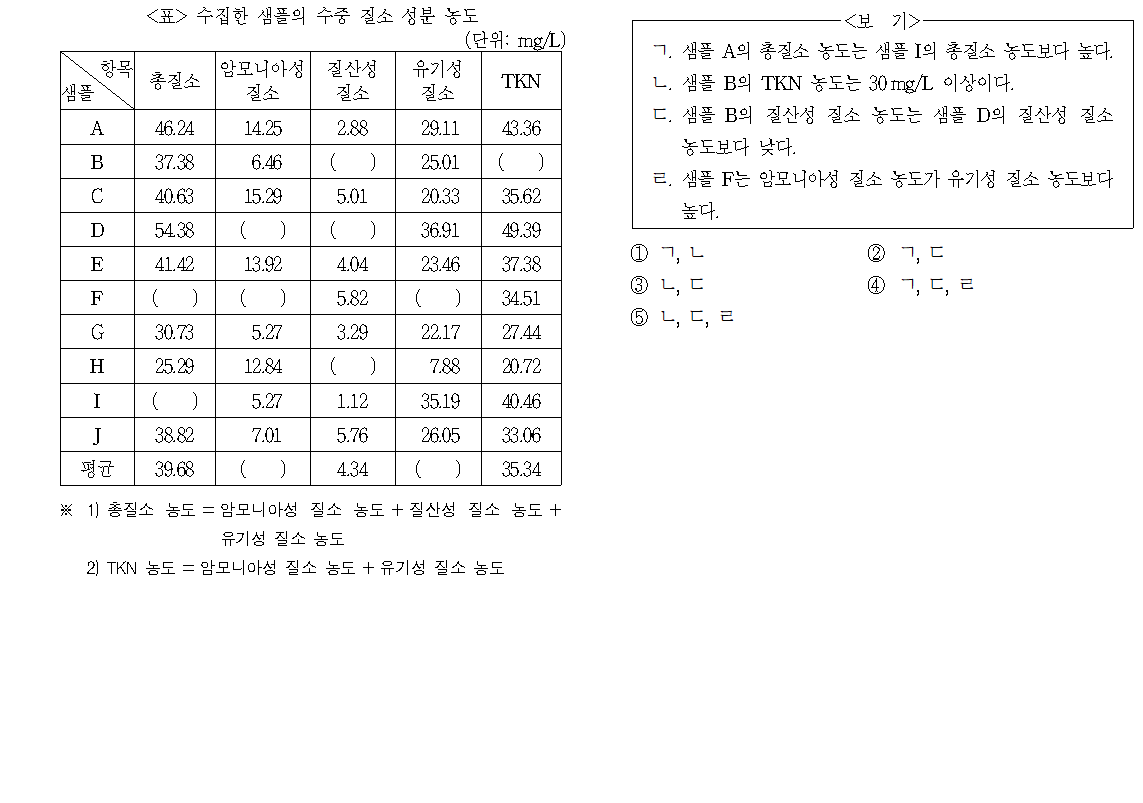 <표> 수집한 샘플의 수중 질소 성분 농도
(단위: mg/L)
항목 샘플 총질소 암모니아성 질소 질산성 질소 유기성 질소 TKN
A 46.24 14.25 2.88 29.11 43.36
B 37.38 6.46 ( ) 25.01 ( )
C 40.63 15.29 5.01 20.33 35.62
D 54.38 ( ) ( ) 36.91 49.39
E 41.42 13.92 4.04 23.46 37.38
F ( ) ( ) 5.82 ( ) 34.51
G 30.73 5.27 3.29 22.17 27.44
H 25.29 12.84 ( ) 7.88 20.72
I ( ) 5.27 1.12 35.19 40.46
J 38.82 7.01 5.76 26.05 33.06
평균 39.68 ( ) 4.34 ( ) 35.34
※ 1) 총질소 농도 = 암모니아성 질소 농도 + 질산성 질소 농도 +
유기성 질소 농도
2) TKN 농도 = 암모니아성 질소 농도 + 유기성 질소 농도
<보 기>
ㄱ. 샘플 A의 총질소 농도는 샘플 I의 총질소 농도보다 높다.
ㄴ. 샘플 B의 TKN 농도는 30 mg/L 이상이다.
ㄷ. 샘플 B의 질산성 질소 농도는 샘플 D의 질산성 질소
농도보다 낮다.
ㄹ. 샘플 F는 암모니아성 질소 농도가 유기성 질소 농도보다
높다.
① ㄱ, ㄴ
② ㄱ, ㄷ
③ ㄴ, ㄷ
④ ㄱ, ㄷ, ㄹ
⑤ ㄴ, ㄷ, ㄹ